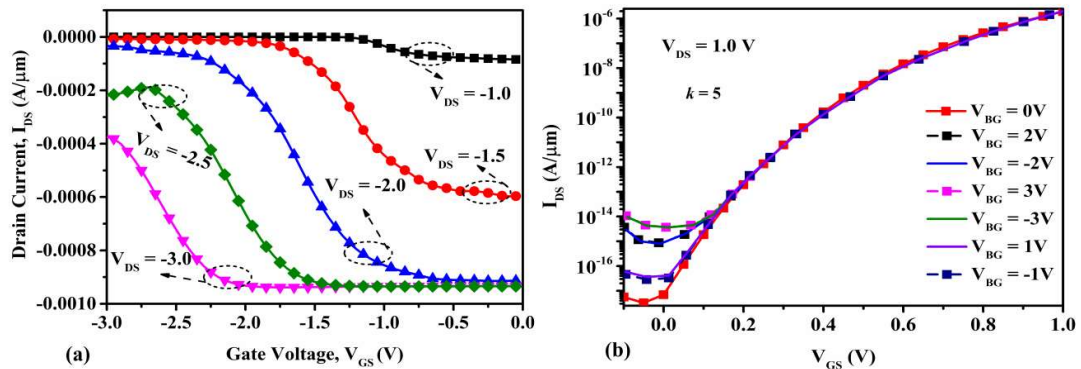 0.0000
-0.0002
-0.0004
-0.0006
-0.0008
-0.0010
Drain Current, I_DS (A/μm)
V_DS = -1.0
V_DS = -1.5
V_DS = -2.0
V_DS = -2.5
V_DS = -3.0
-3.0 -2.5 -2.0 -1.5 -1.0 -0.5 0.0
(a)
Gate Voltage, V_GS (V)
10^-6
10^-8
10^-10
10^-12
10^-14
10^-16
I_DS (A/μm)
V_DS = 1.0 V
k = 5
V_BG = 0V
V_BG = 2V
V_BG = -2V
V_BG = 3V
V_BG = -3V
V_BG = 1V
V_BG = -1V
0.0 0.2 0.4 0.6 0.8 1.0
(b)
V_GS (V)